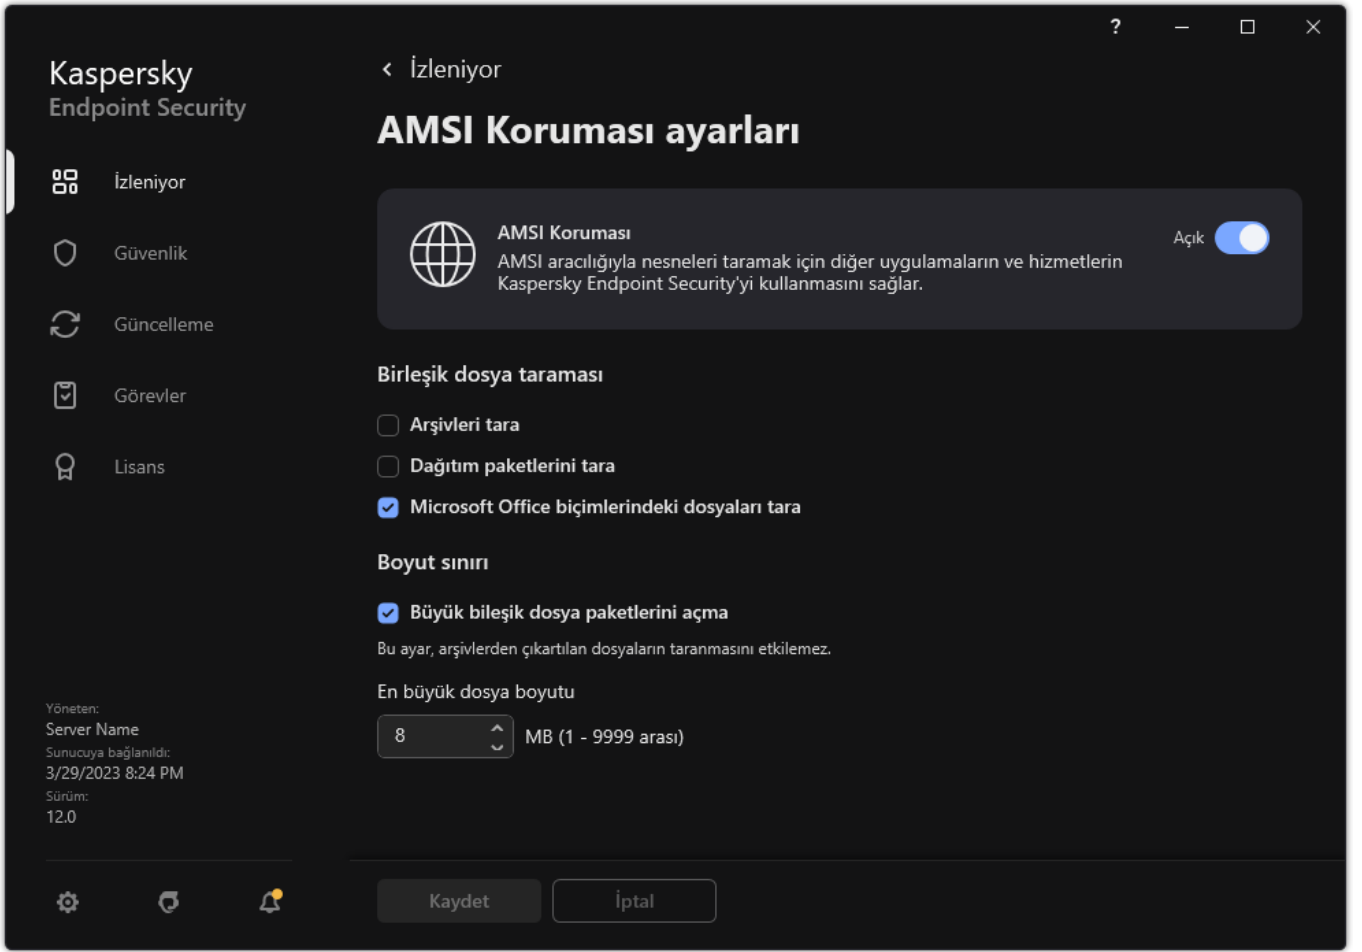 ?
Kaspersky
Endpoint Security
İzleniyor
Güvenlik
Güncelleme
Görevler
Lisans
Yöneten:
Server Name
Sunucuya bağlanıldı:
3/29/2023 8:24 PM
Sürüm:
12.0
İzleniyor
AMSI Koruması ayarları
AMSI Koruması
AMSI aracılığıyla nesneleri taramak için diğer uygulamaların ve hizmetlerin
Kaspersky Endpoint Security'yi kullanmasını sağlar.
Açık
Birleşik dosya taraması
Arşivleri tara
Dağıtım paketlerini tara
Microsoft Office biçimlerindeki dosyaları tara
Boyut sınırı
Büyük bileşik dosya paketlerini açma
Bu ayar, arşivlerden çıkartılan dosyaların taranmasını etkilemez.
En büyük dosya boyutu
8 MB (1 - 9999 arası)
Kaydet
İptal